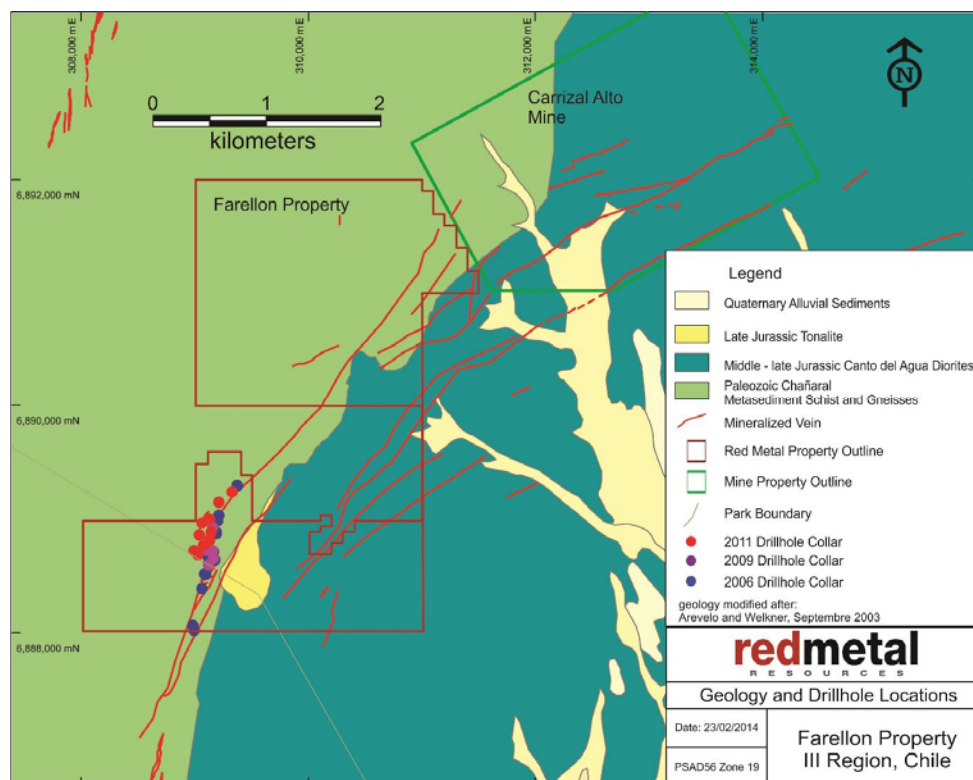 308,000 mE
310,000 mE
312,000 mE
314,000 mE
0 1 2
kilometers
Carrizal Alto
Mine
N
6,892,000 mN
Farellon Property
6,890,000 mN
6,888,000 mN
Legend
Quaternary Alluvial Sediments
Late Jurassic Tonalite
Middle - late Jurassic Canto del Agua Diorites
Paleozoic Chañaral
Metasediment Schist and Gneisses
Mineralized Vein
Red Metal Property Outline
Mine Property Outline
Park Boundary
2011 Drillhole Collar
2009 Drillhole Collar
2006 Drillhole Collar
geology modified after:
Arevelo and Welkner, Septembre 2003
redmetal
RESOURCES
Geology and Drillhole Locations
Date: 23/02/2014
PSAD56 Zone 19
Farellon Property
III Region, Chile